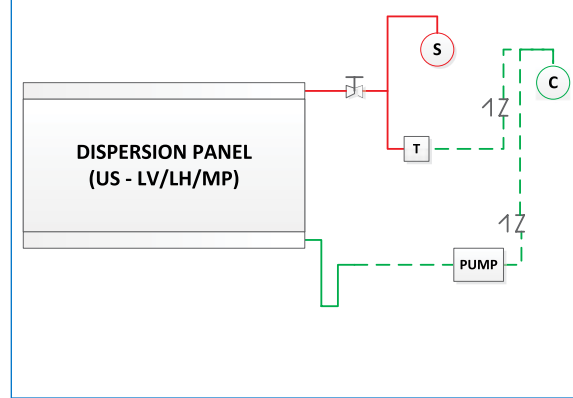 S
C
T
DISPERSION PANEL
(US - LV/LH/MP)
PUMP